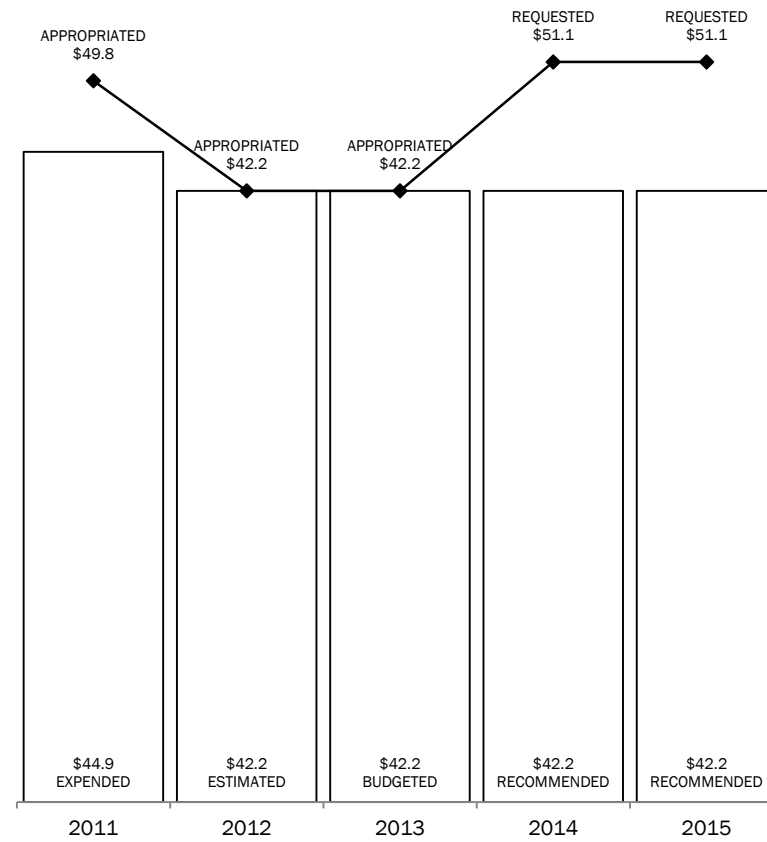 REQUESTED
$51.1
REQUESTED
$51.1
APPROPRIATED
$49.8
APPROPRIATED
$42.2
APPROPRIATED
$42.2
$44.9
EXPENDED
$42.2
ESTIMATED
$42.2
BUDGETED
$42.2
RECOMMENDED
$42.2
RECOMMENDED
2011
2012
2013
2014
2015